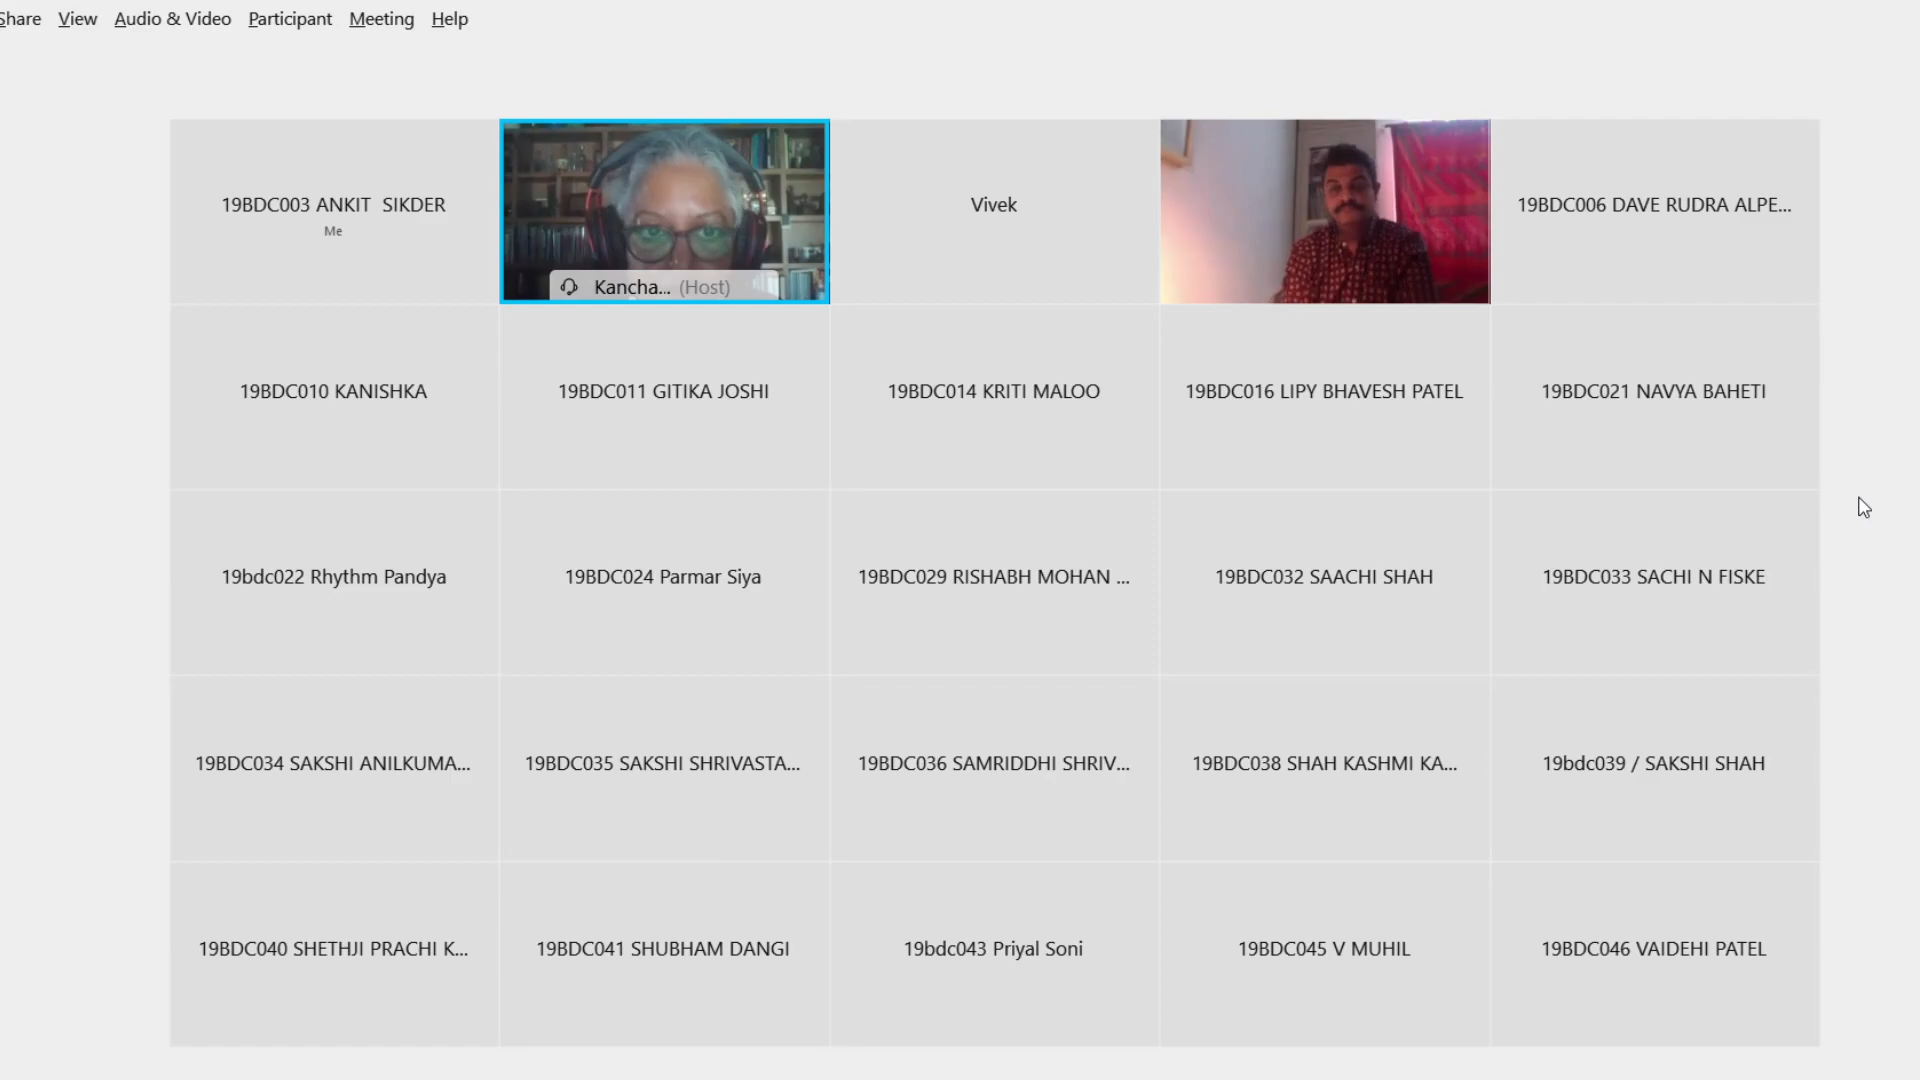 Share View Audio & Video Participant Meeting Help
19BDC003 ANKIT SIKDER
Me
Kancha... (Host)
Vivek
19BDC006 DAVE RUDRA ALPE...
19BDC010 KANISHKA
19BDC011 GITIKA JOSHI
19BDC014 KRITI MALOO
19BDC016 LIPY BHAVESH PATEL
19BDC021 NAVYA BAHETI
19bdc022 Rhythm Pandya
19BDC024 Parmar Siya
19BDC029 RISHABH MOHAN ...
19BDC032 SAACHI SHAH
19BDC033 SACHI N FISKE
19BDC034 SAKSHI ANILKUMA...
19BDC035 SAKSHI SHRIVASTA...
19BDC036 SAMRIDDHI SHRIV...
19BDC038 SHAH KASHMI KA...
19bdc039 / SAKSHI SHAH
19BDC040 SHETHJI PRACHI K...
19BDC041 SHUBHAM DANGI
19bdc043 Priyal Soni
19BDC045 V MUHIL
19BDC046 VAIDEHI PATEL